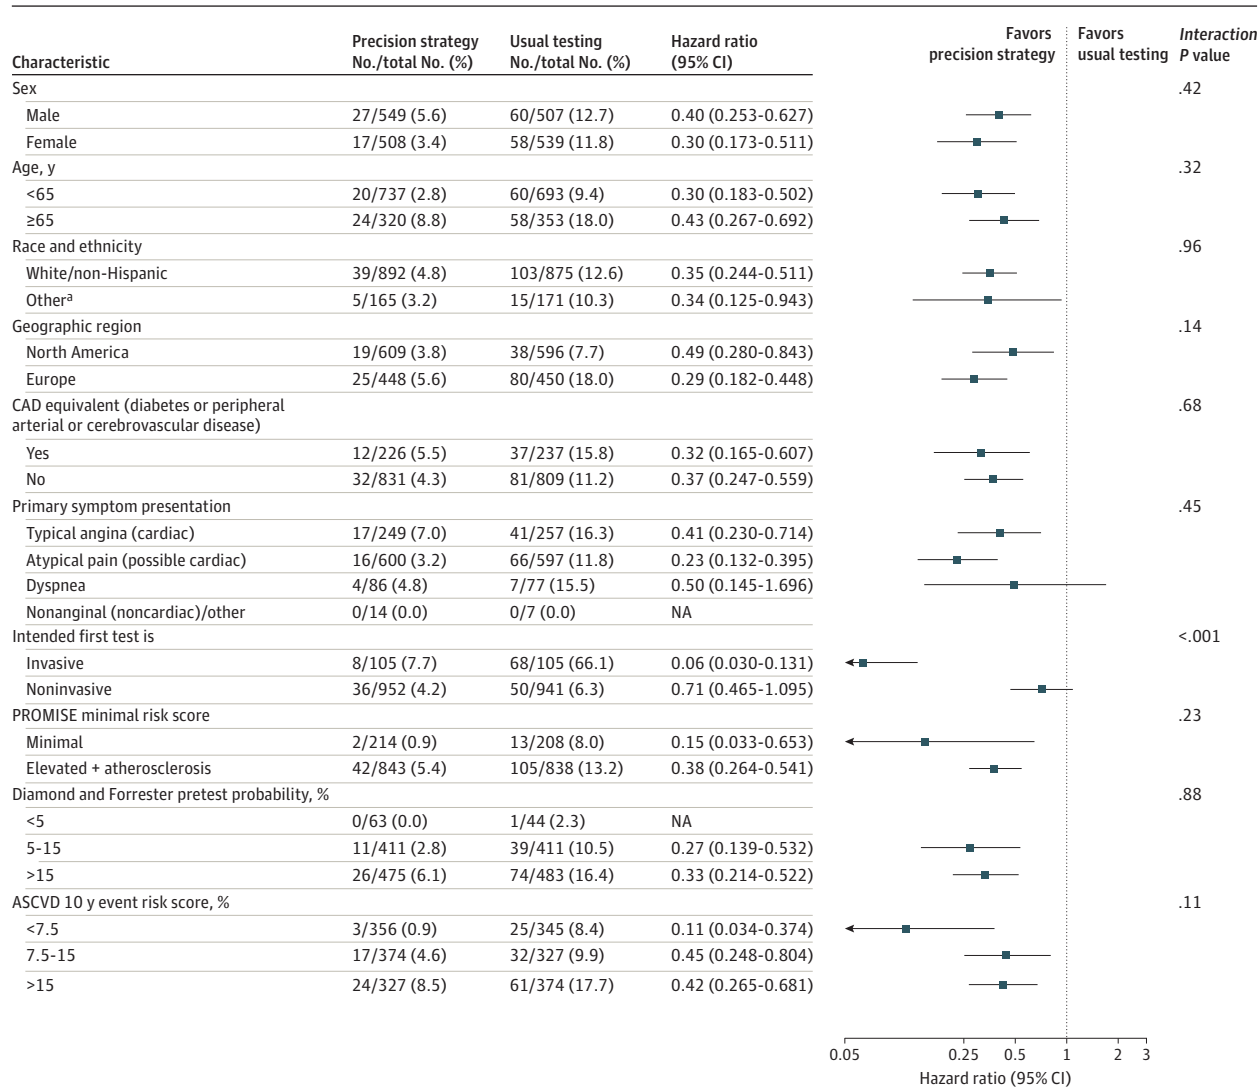 Characteristic Precision strategy No./total No. (%) Usual testing No./total No. (%) Hazard ratio (95% CI) Favors precision strategy Favors usual testing Interaction P value
Sex .42
Male 27/549 (5.6) 60/507 (12.7) 0.40 (0.253-0.627)
Female 17/508 (3.4) 58/539 (11.8) 0.30 (0.173-0.511)
Age, y .32
<65 20/737 (2.8) 60/693 (9.4) 0.30 (0.183-0.502)
≥65 24/320 (8.8) 58/353 (18.0) 0.43 (0.267-0.692)
Race and ethnicity .96
White/non-Hispanic 39/892 (4.8) 103/875 (12.6) 0.35 (0.244-0.511)
Otherᵃ 5/165 (3.2) 15/171 (10.3) 0.34 (0.125-0.943)
Geographic region .14
North America 19/609 (3.8) 38/596 (7.7) 0.49 (0.280-0.843)
Europe 25/448 (5.6) 80/450 (18.0) 0.29 (0.182-0.448)
CAD equivalent (diabetes or peripheral .68
arterial or cerebrovascular disease)
Yes 12/226 (5.5) 37/237 (15.8) 0.32 (0.165-0.607)
No 32/831 (4.3) 81/809 (11.2) 0.37 (0.247-0.559)
Primary symptom presentation .45
Typical angina (cardiac) 17/249 (7.0) 41/257 (16.3) 0.41 (0.230-0.714)
Atypical pain (possible cardiac) 16/600 (3.2) 66/597 (11.8) 0.23 (0.132-0.395)
Dyspnea 4/86 (4.8) 7/77 (15.5) 0.50 (0.145-1.696)
Nonanginal (noncardiac)/other 0/14 (0.0) 0/7 (0.0) NA
Intended first test is <.001
Invasive 8/105 (7.7) 68/105 (66.1) 0.06 (0.030-0.131)
Noninvasive 36/952 (4.2) 50/941 (6.3) 0.71 (0.465-1.095)
PROMISE minimal risk score .23
Minimal 2/214 (0.9) 13/208 (8.0) 0.15 (0.033-0.653)
Elevated + atherosclerosis 42/843 (5.4) 105/838 (13.2) 0.38 (0.264-0.541)
Diamond and Forrester pretest probability, % .88
<5 0/63 (0.0) 1/44 (2.3) NA
5-15 11/411 (2.8) 39/411 (10.5) 0.27 (0.139-0.532)
>15 26/475 (6.1) 74/483 (16.4) 0.33 (0.214-0.522)
ASCVD 10 y event risk score, % .11
<7.5 3/356 (0.9) 25/345 (8.4) 0.11 (0.034-0.374)
7.5-15 17/374 (4.6) 32/327 (9.9) 0.45 (0.248-0.804)
>15 24/327 (8.5) 61/374 (17.7) 0.42 (0.265-0.681)
0.05 0.25 0.5 1 2 3
Hazard ratio (95% CI)